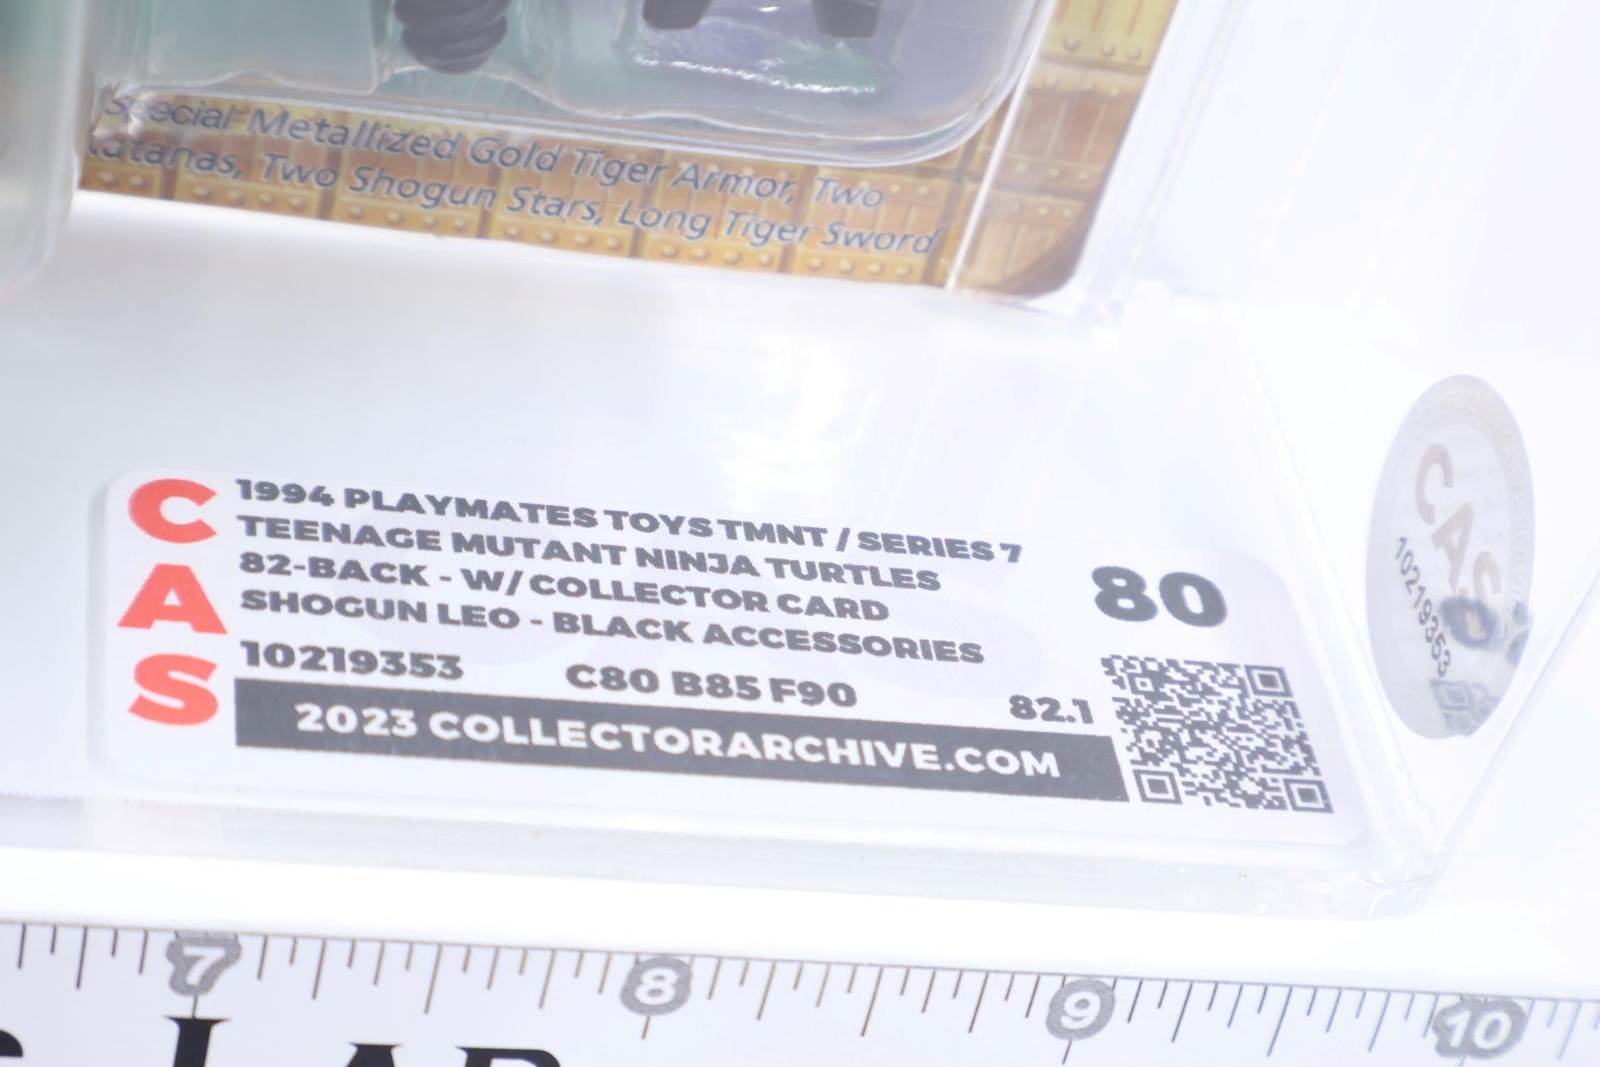 Special Metallized Gold Tiger Armor, Two
Katanas, Two Shogun Stars, Long Tiger Sword
CAS
1994 PLAYMATES TOYS TMNT / SERIES 7
TEENAGE MUTANT NINJA TURTLES
82-BACK - W/ COLLECTOR CARD
SHOGUN LEO - BLACK ACCESSORIES
80
10219353 C80 B85 F90 82.1
2023 COLLECTORARCHIVE.COM
CAS
10219353
7 8 9 10